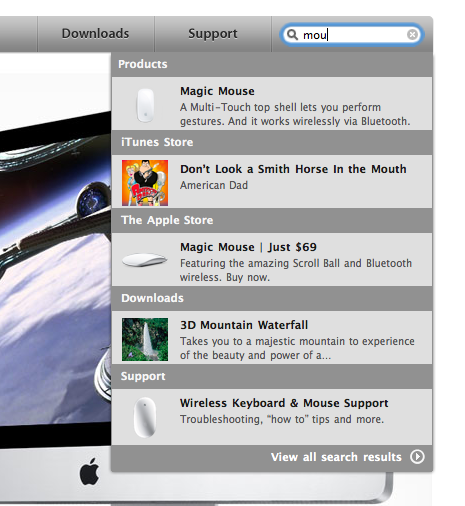 Downloads
Support
mou
Products
Magic Mouse
A Multi-Touch top shell lets you perform
gestures. And it works wirelessly via Bluetooth.
iTunes Store
Don’t Look a Smith Horse In the Mouth
American Dad
The Apple Store
Magic Mouse | Just $69
Featuring the amazing Scroll Ball and Bluetooth
wireless. Buy now.
Downloads
3D Mountain Waterfall
Takes you to a majestic mountain to experience
of the beauty and power of a...
Support
Wireless Keyboard & Mouse Support
Troubleshooting, “how to” tips and more.
View all search results